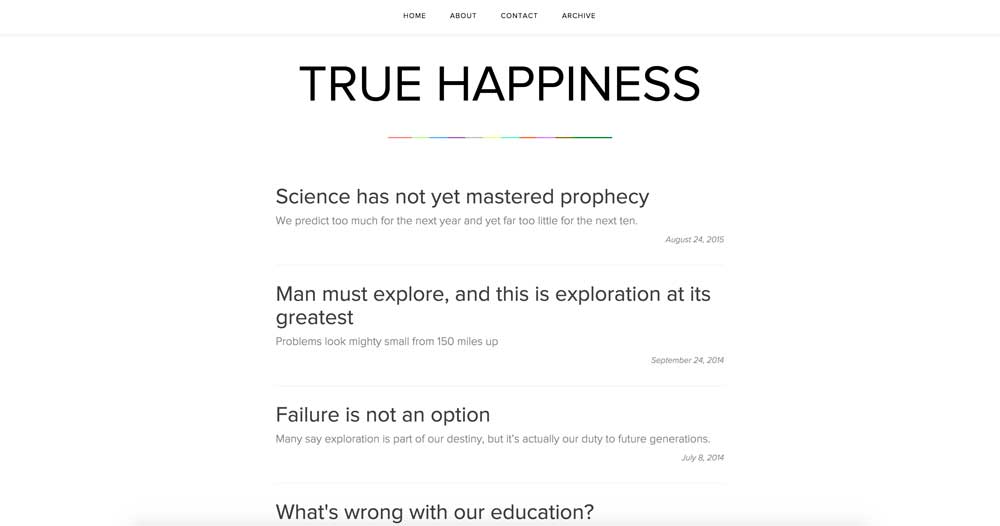 HOME ABOUT CONTACT ARCHIVE
TRUE HAPPINESS
Science has not yet mastered prophecy
We predict too much for the next year and yet far too little for the next ten.
August 24, 2015
Man must explore, and this is exploration at its
greatest
Problems look mighty small from 150 miles up
September 24, 2014
Failure is not an option
Many say exploration is part of our destiny, but it's actually our duty to future generations.
July 8, 2014
What's wrong with our education?